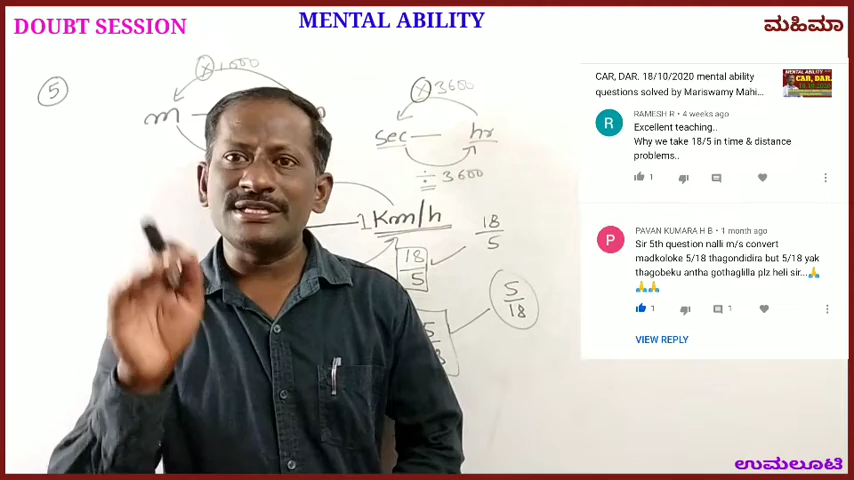 DOUBT SESSION
MENTAL ABILITY
ಮಹಿಮಾ
5
×1000
m
× 3600
sec — hr
÷ 3600
1 Km/h
18/5
18/5
5/18
CAR, DAR. 18/10/2020 mental ability
questions solved by Mariswamy Mahi...
MENTAL ABILITY
CAR, DAR.
R
RAMESH R • 4 weeks ago
Excellent teaching..
Why we take 18/5 in time & distance
problems..
1
P
PAVAN KUMARA H B • 1 month ago
Sir 5th question nalli m/s convert
madkoloke 5/18 thagondidira but 5/18 yak
thagobeku antha gothaglilla plz heli sir...🙏
🙏🙏
1
1
VIEW REPLY
ಉಮಲೂಟಿ